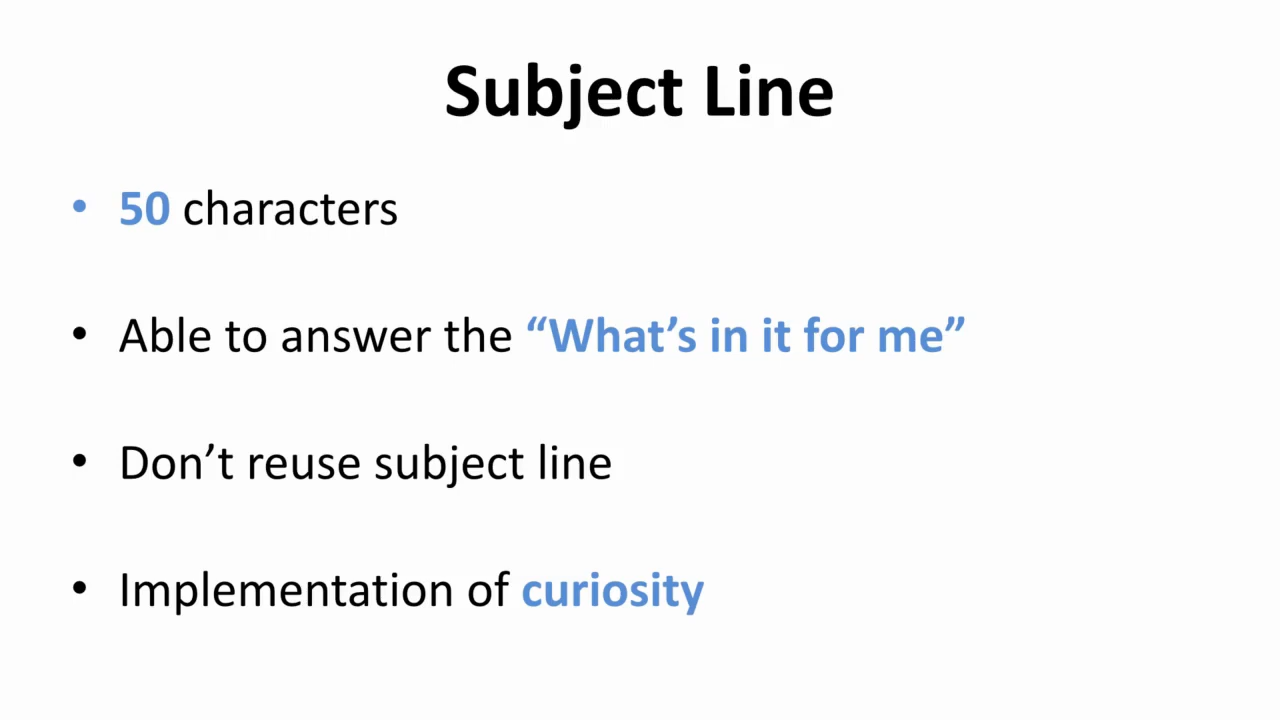 Subject Line
• 50 characters
• Able to answer the “What’s in it for me”
• Don’t reuse subject line
• Implementation of curiosity